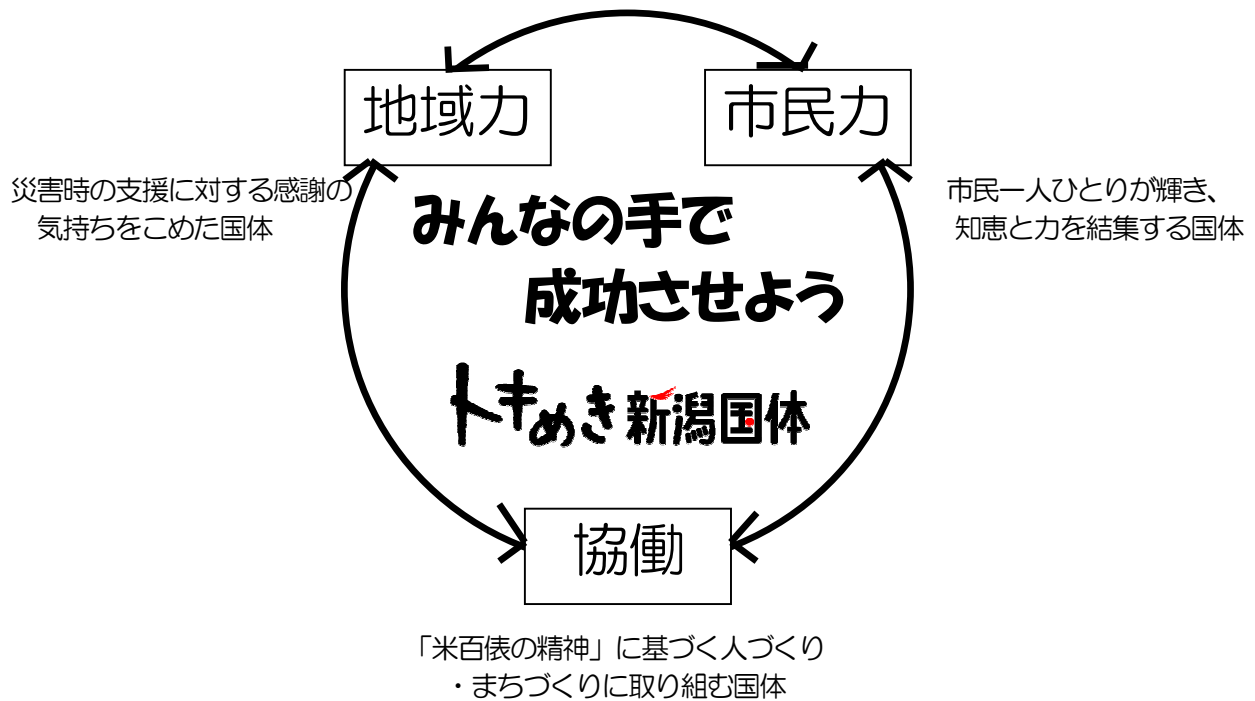 地域力
市民力
災害時の支援に対する感謝の
気持ちをこめた国体
市民一人ひとりが輝き、
知恵と力を結集する国体
みんなの手で
成功させよう
トキめき新潟国体
協働
「米百俵の精神」に基づく人づくり
・まちづくりに取り組む国体